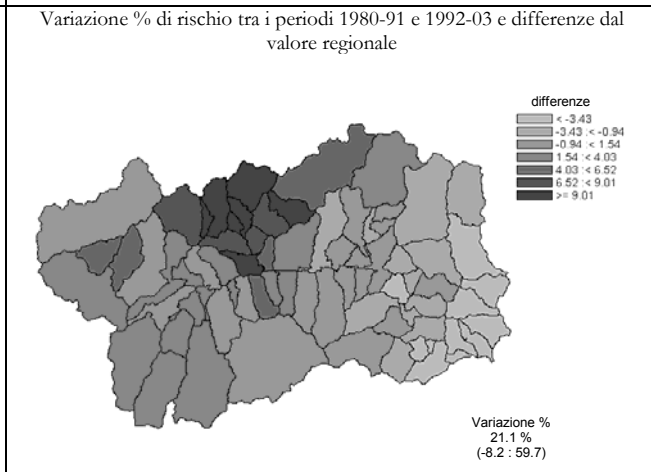 Variazione % di rischio tra i periodi 1980-91 e 1992-03 e differenze dal
valore regionale
differenze
< -3.43
-3.43 :< -0.94
-0.94 :< 1.54
1.54 :< 4.03
4.03 :< 6.52
6.52 :< 9.01
>= 9.01
Variazione %
21.1 %
(-8.2 : 59.7)